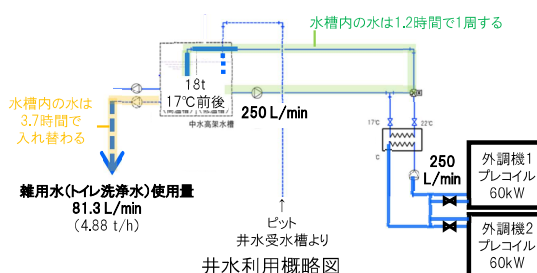 水槽内の水は1.2時間で1周する
18t
17℃前後
中水高架水槽
水槽内の水は
3.7時間で
入れ替わる
250 L/min
17℃
22℃
C
250
L/min
外調機1
プレコイル
60kW
外調機2
プレコイル
60kW
雑用水(トイレ洗浄水)使用量
81.3 L/min
(4.88 t/h)
ピット
井水受水槽より
井水利用概略図